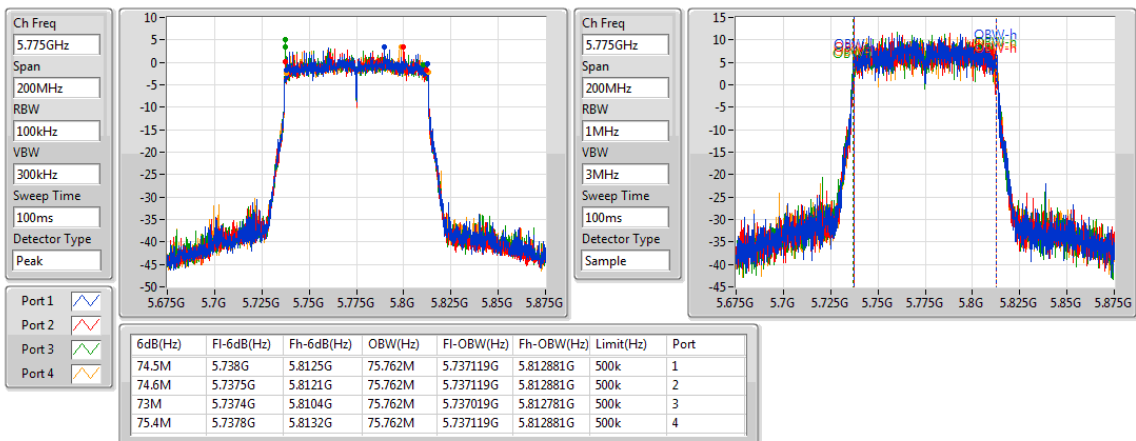 Ch Freq
5.775GHz
Span
200MHz
RBW
100kHz
VBW
300kHz
Sweep Time
100ms
Detector Type
Peak
15
10
5
0
-5
-10
-15
-20
-25
-30
-35
-40
-45
-50
5.675G 5.7G 5.725G 5.75G 5.775G 5.8G 5.825G 5.85G 5.875G
Ch Freq
5.775GHz
Span
200MHz
RBW
1MHz
VBW
3MHz
Sweep Time
100ms
Detector Type
Sample
15
10
5
0
-5
-10
-15
-20
-25
-30
-35
-40
-45
OBW-h
5.675G 5.7G 5.725G 5.75G 5.775G 5.8G 5.825G 5.85G 5.875G
Port 1
Port 2
Port 3
Port 4
6dB(Hz) Fl-6dB(Hz) Fh-6dB(Hz) OBW(Hz) Fl-OBW(Hz) Fh-OBW(Hz) Limit(Hz) Port
74.5M 5.738G 5.8125G 75.762M 5.737119G 5.812881G 500k 1
74.6M 5.7375G 5.8121G 75.762M 5.737119G 5.812881G 500k 2
73M 5.7374G 5.8104G 75.762M 5.737019G 5.812781G 500k 3
75.4M 5.7378G 5.8132G 75.762M 5.737119G 5.812881G 500k 4